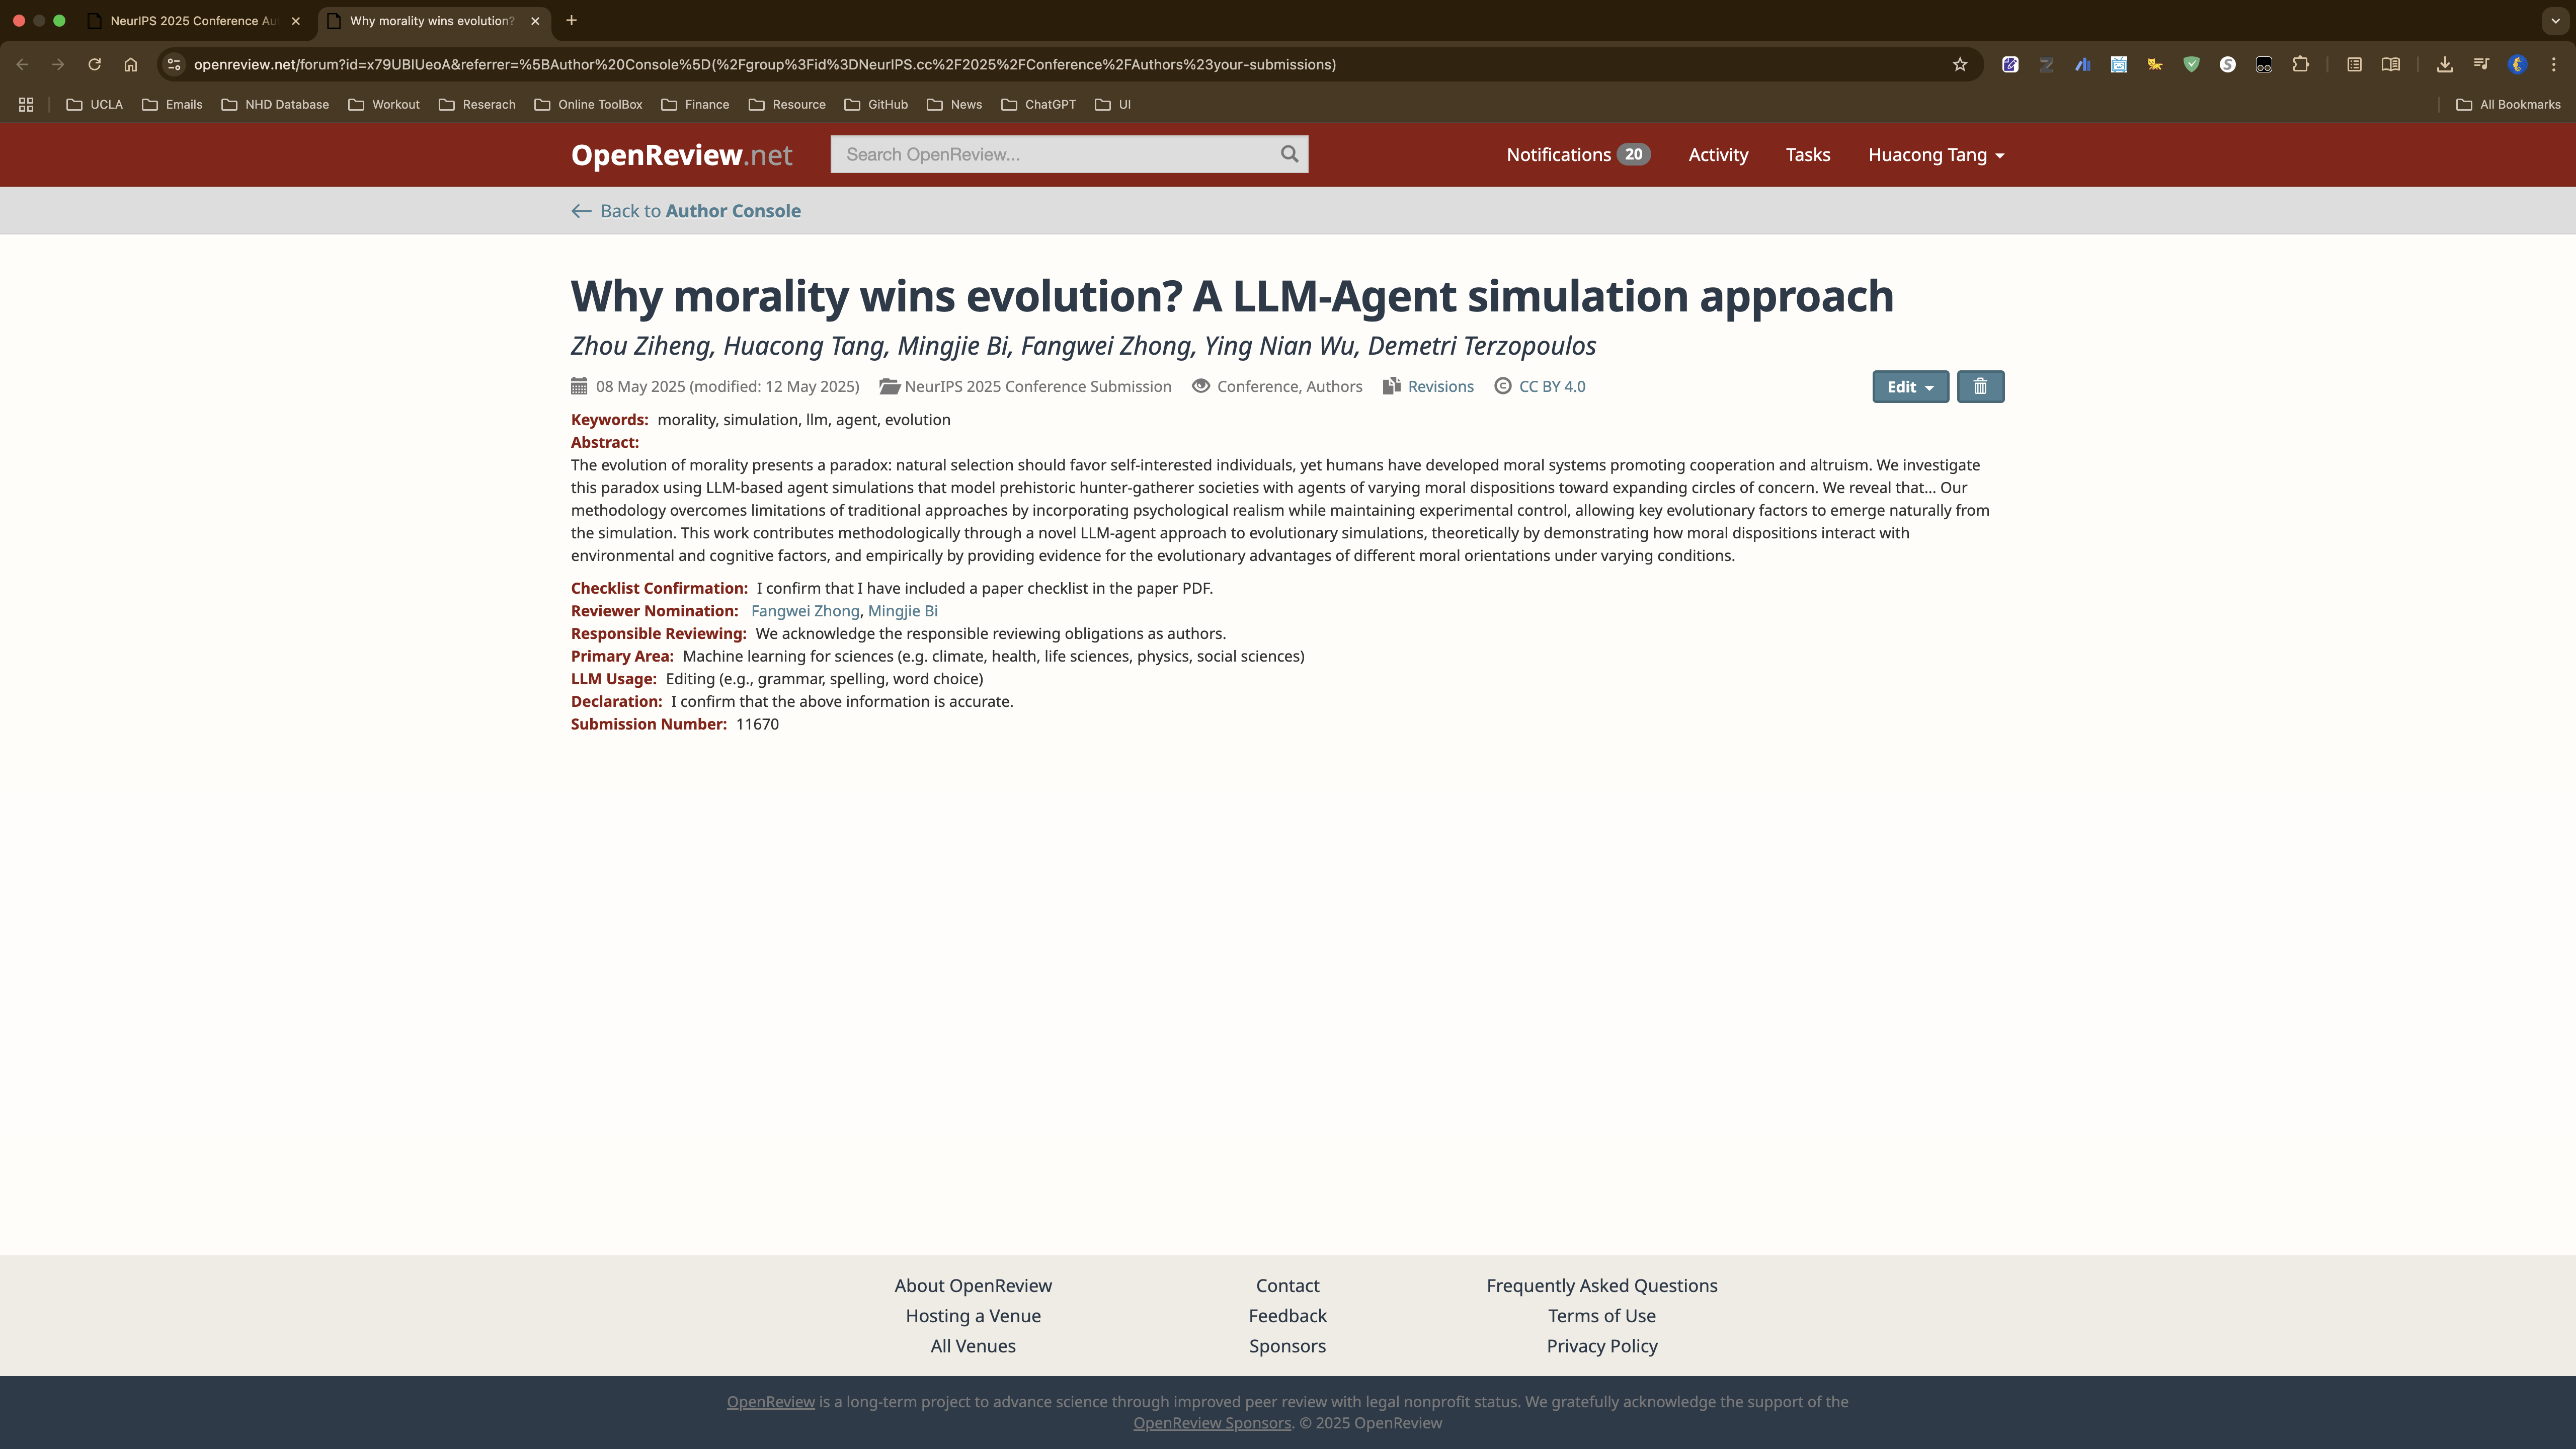 NeurIPS 2025 Conference Au
Why morality wins evolution?
openreview.net/forum?id=x79UBlUeoA&referrer=%5BAuthor%20Console%5D(%2Fgroup%3Fid%3DNeurIPS.cc%2F2025%2FConference%2FAuthors%23your-submissions)
UCLA Emails NHD Database Workout Reserach Online ToolBox Finance Resource GitHub News ChatGPT UI All Bookmarks
OpenReview.net Search OpenReview... Notifications 20 Activity Tasks Huacong Tang
Back to Author Console
Why morality wins evolution? A LLM-Agent simulation approach
Zhou Ziheng, Huacong Tang, Mingjie Bi, Fangwei Zhong, Ying Nian Wu, Demetri Terzopoulos
08 May 2025 (modified: 12 May 2025) NeurIPS 2025 Conference Submission Conference, Authors Revisions CC BY 4.0 Edit
Keywords: morality, simulation, llm, agent, evolution
Abstract:
The evolution of morality presents a paradox: natural selection should favor self-interested individuals, yet humans have developed moral systems promoting cooperation and altruism. We investigate
this paradox using LLM-based agent simulations that model prehistoric hunter-gatherer societies with agents of varying moral dispositions toward expanding circles of concern. We reveal that... Our
methodology overcomes limitations of traditional approaches by incorporating psychological realism while maintaining experimental control, allowing key evolutionary factors to emerge naturally from
the simulation. This work contributes methodologically through a novel LLM-agent approach to evolutionary simulations, theoretically by demonstrating how moral dispositions interact with
environmental and cognitive factors, and empirically by providing evidence for the evolutionary advantages of different moral orientations under varying conditions.
Checklist Confirmation: I confirm that I have included a paper checklist in the paper PDF.
Reviewer Nomination: Fangwei Zhong, Mingjie Bi
Responsible Reviewing: We acknowledge the responsible reviewing obligations as authors.
Primary Area: Machine learning for sciences (e.g. climate, health, life sciences, physics, social sciences)
LLM Usage: Editing (e.g., grammar, spelling, word choice)
Declaration: I confirm that the above information is accurate.
Submission Number: 11670
About OpenReview Contact Frequently Asked Questions
Hosting a Venue Feedback Terms of Use
All Venues Sponsors Privacy Policy
OpenReview is a long-term project to advance science through improved peer review with legal nonprofit status. We gratefully acknowledge the support of the
OpenReview Sponsors. © 2025 OpenReview